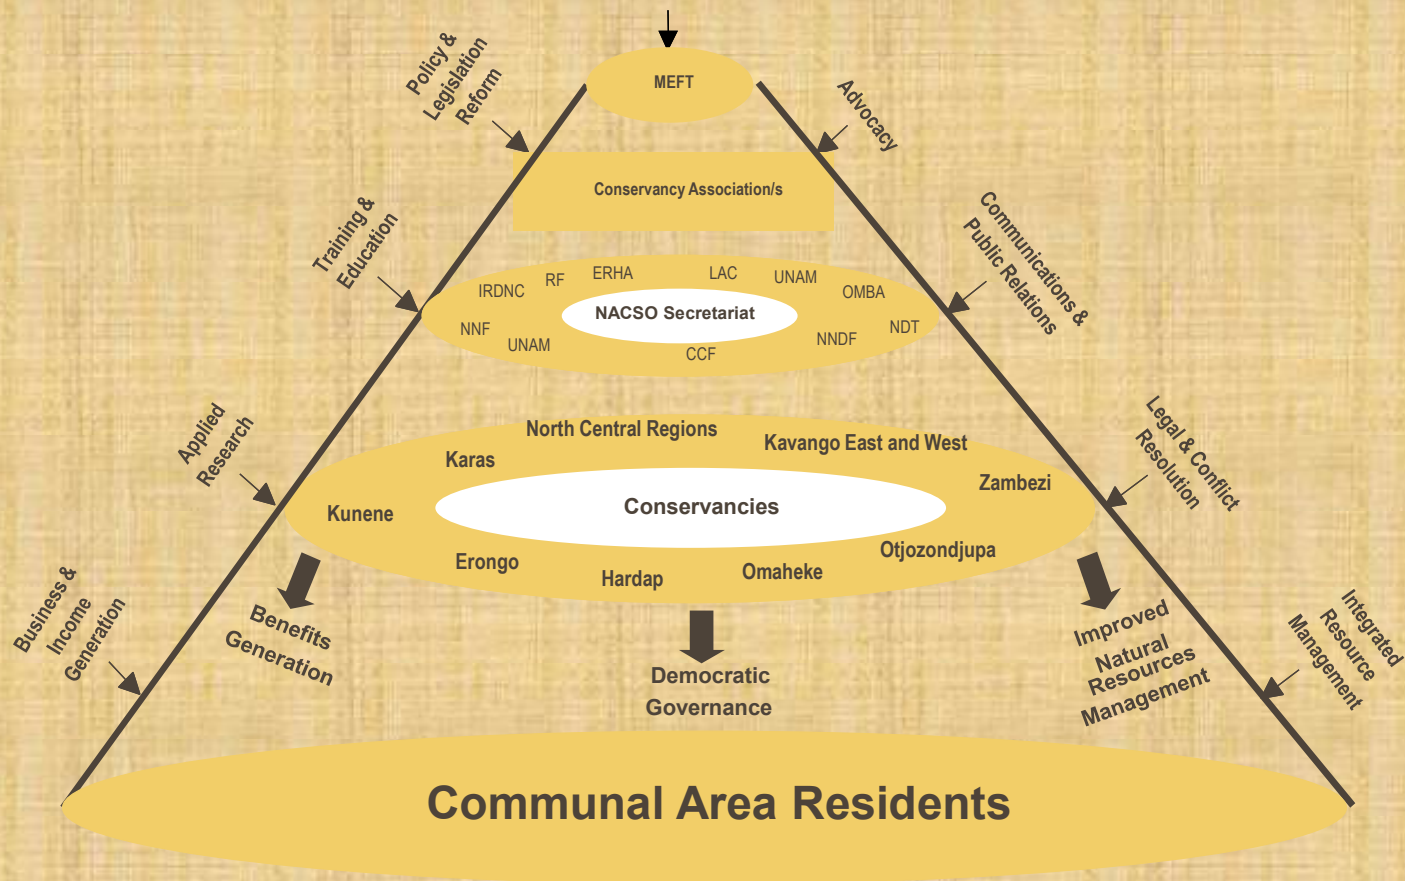 MEFT
Policy &
Legislation
Reform
Advocacy
Conservancy Association/s
Training &
Education
Communications &
Public Relations
IRDNC
RF
ERHA
LAC
UNAM
OMBA
NACSO Secretariat
NNF
UNAM
CCF
NNDF
NDT
Applied
Research
Legal & Conflict
Resolution
North Central Regions
Kavango East and West
Karas
Zambezi
Kunene
Conservancies
Erongo
Hardap
Omaheke
Otjozondjupa
Business &
Income
Generation
Benefits
Generation
Democratic
Governance
Improved
Natural
Resources
Management
Integrated
Resource
Management
Communal Area Residents